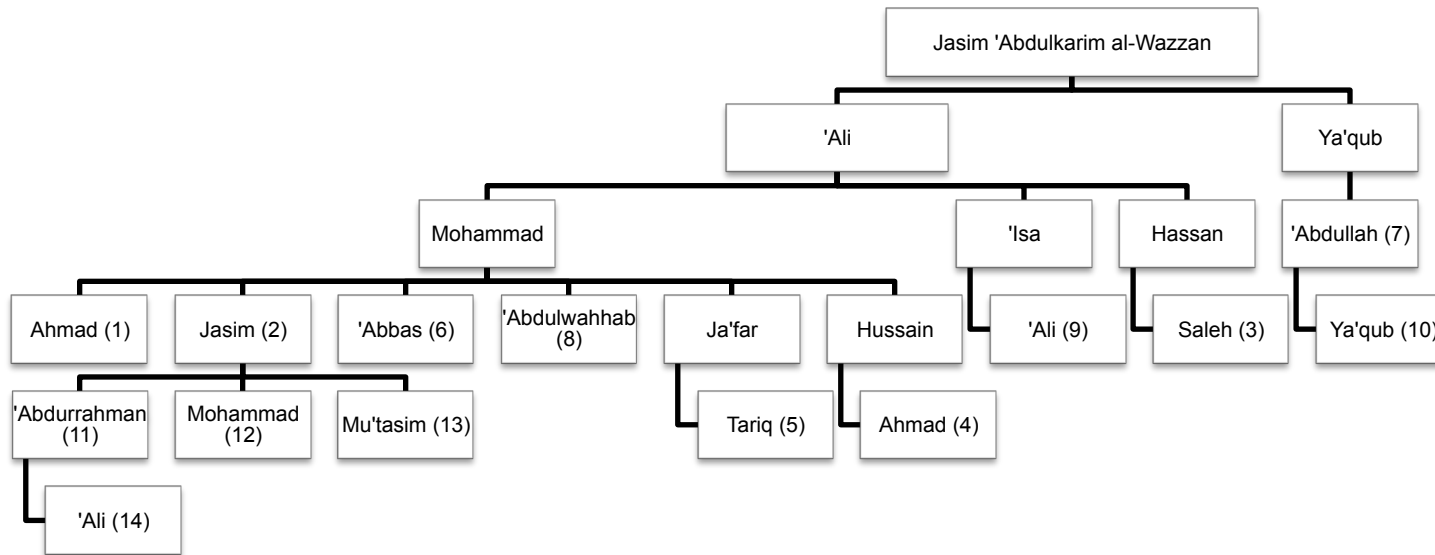 Jasim 'Abdulkarim al-Wazzan
'Ali
Ya'qub
Mohammad
'Isa
Hassan
'Abdullah (7)
Ahmad (1)
Jasim (2)
'Abbas (6)
'Abdulwahhab
(8)
Ja'far
Hussain
'Ali (9)
Saleh (3)
Ya'qub (10)
'Abdurrahman
(11)
Mohammad
(12)
Mu'tasim (13)
Tariq (5)
Ahmad (4)
'Ali (14)